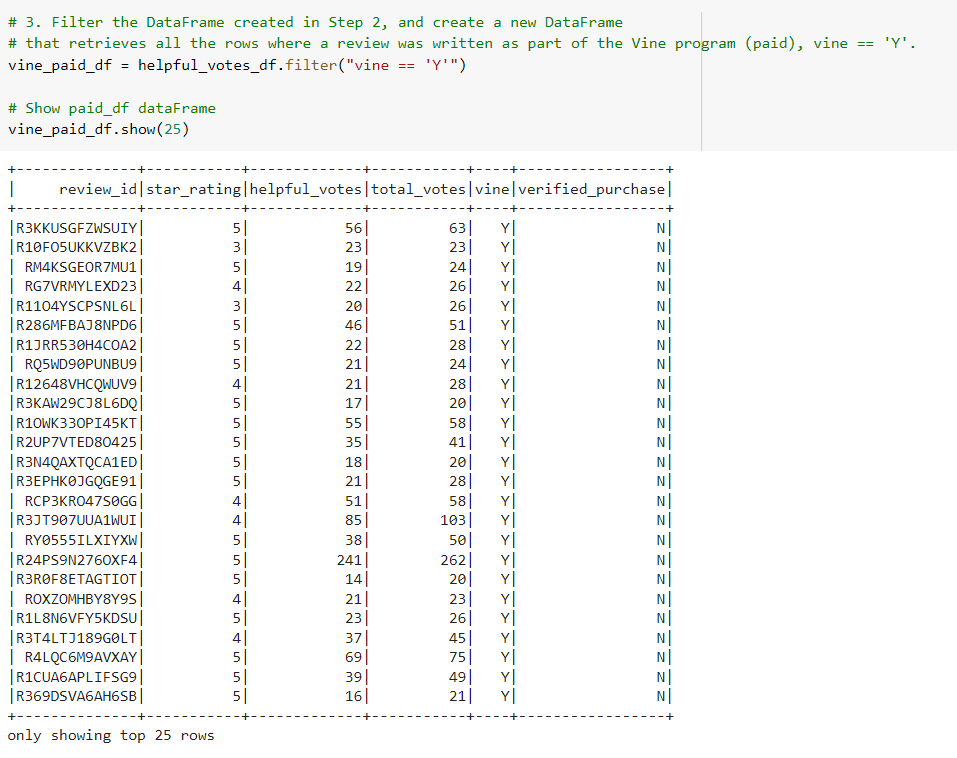 # 3. Filter the DataFrame created in Step 2, and create a new DataFrame
# that retrieves all the rows where a review was written as part of the Vine program (paid), vine == 'Y'.
vine_paid_df = helpful_votes_df.filter("vine == 'Y'")
# Show paid_df dataFrame
vine_paid_df.show(25)
+--------------+-----------+-------------+-----------+----+-----------------+
|     review_id|star_rating|helpful_votes|total_votes|vine|verified_purchase|
+--------------+-----------+-------------+-----------+----+-----------------+
|R3KKUSGFZWSUIY|          5|           56|         63|   Y|                N|
|R10FO5UKKVZBK2|          3|           23|         23|   Y|                N|
| RM4KSGEOR7MU1|          5|           19|         24|   Y|                N|
| RG7VRMYLEXD23|          4|           22|         26|   Y|                N|
|R11O4YSCPSNL6L|          3|           20|         26|   Y|                N|
|R286MFBAJ8NPD6|          5|           46|         51|   Y|                N|
|R1JRR530H4COA2|          5|           22|         28|   Y|                N|
| RQ5WD90PUNBU9|          5|           21|         24|   Y|                N|
|R12648VHCQWUV9|          4|           21|         28|   Y|                N|
|R3KAW29CJ8L6DQ|          5|           17|         20|   Y|                N|
|R1OWK33OPI45KT|          5|           55|         58|   Y|                N|
|R2UP7VTED8O425|          5|           35|         41|   Y|                N|
|R3N4QAXTQCA1ED|          5|           18|         20|   Y|                N|
|R3EPHK0JGQGE91|          5|           21|         28|   Y|                N|
| RCP3KRO47S0GG|          4|           51|         58|   Y|                N|
|R3JT907UUA1WUI|          4|           85|        103|   Y|                N|
| RY0555ILXIYXW|          5|           38|         50|   Y|                N|
|R24PS9N276OXF4|          5|          241|        262|   Y|                N|
|R3R0F8ETAGTIOT|          5|           14|         20|   Y|                N|
| ROXZOMHBY8Y9S|          4|           21|         23|   Y|                N|
|R1L8N6VFY5KDSU|          5|           23|         26|   Y|                N|
|R3T4LTJ189G0LT|          4|           37|         45|   Y|                N|
| R4LQC6M9AVXAY|          5|           69|         75|   Y|                N|
|R1CUA6APLIFSG9|          5|           39|         49|   Y|                N|
|R369DSVA6AH6SB|          5|           16|         21|   Y|                N|
+--------------+-----------+-------------+-----------+----+-----------------+
only showing top 25 rows